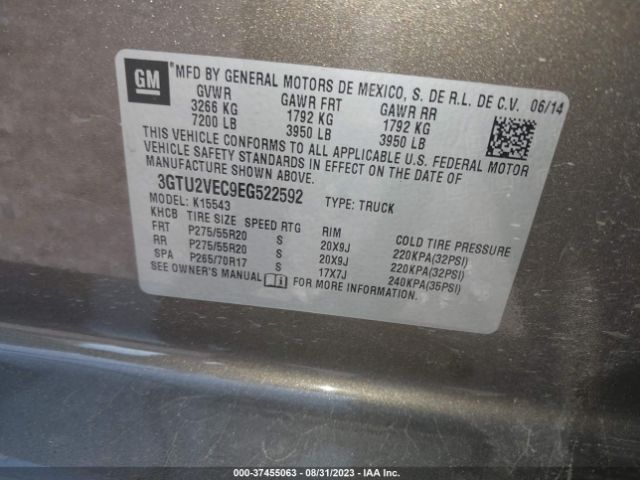 GM
MFD BY GENERAL MOTORS DE MEXICO, S. DE R.L. DE C.V. 06/14
GVWR GAWR FRT GAWR RR
3266 KG 1792 KG 1792 KG
7200 LB 3950 LB 3950 LB
THIS VEHICLE CONFORMS TO ALL APPLICABLE U.S. FEDERAL MOTOR
VEHICLE SAFETY STANDARDS IN EFFECT ON THE DATE OF
MANUFACTURE SHOWN ABOVE.
3GTU2VEC9EG522592 TYPE: TRUCK
MODEL: K15543
KHCB TIRE SIZE SPEED RTG RIM COLD TIRE PRESSURE
FRT P275/55R20 S 20X9J 220KPA(32PSI)
RR P275/55R20 S 20X9J 220KPA(32PSI)
SPA P265/70R17 S 17X7J 240KPA(35PSI)
SEE OWNER'S MANUAL FOR MORE INFORMATION.
000-37455063 - 08/31/2023 - IAA Inc.